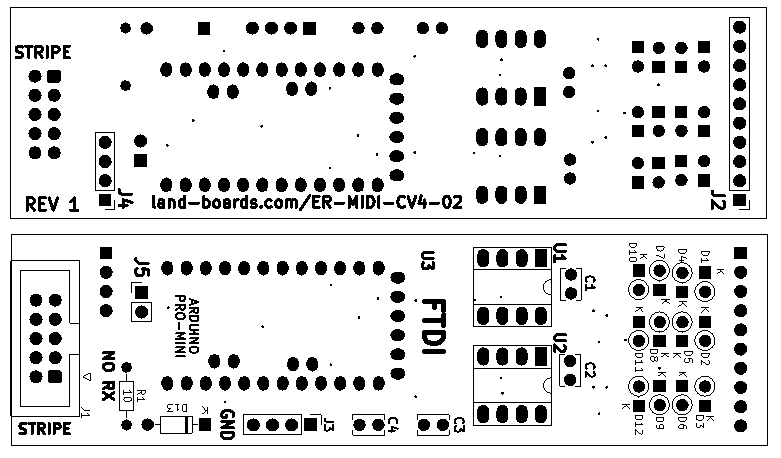 STRIPE
REV 1
J4
land-boards.com/ER-MIDI-CV4-02
J2
J5
ARDUINO
PRO-MINI
U3
FTDI
U1
C1
U2
C2
D10
K
D7
K
D4
K
D1
K
K
K
K
K
D11
D8
D5
D2
K
K
K
K
D12
D9
D6
D3
NO RX
R1
10
J1
STRIPE
D13
K
GND
J3
C4
C3